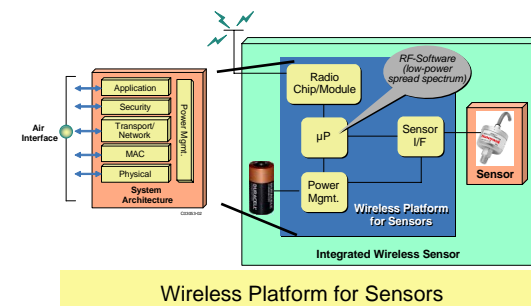 Air
Interface
Application
Security
Transport/
Network
MAC
Physical
Power Mgmt.
System
Architecture
Radio
Chip/Module
RF-Software
(low-power
spread spectrum)
µP
Sensor
I/F
Power
Mgmt.
DURACELL
Wireless Platform
for Sensors
Sensor
Integrated Wireless Sensor
Wireless Platform for Sensors